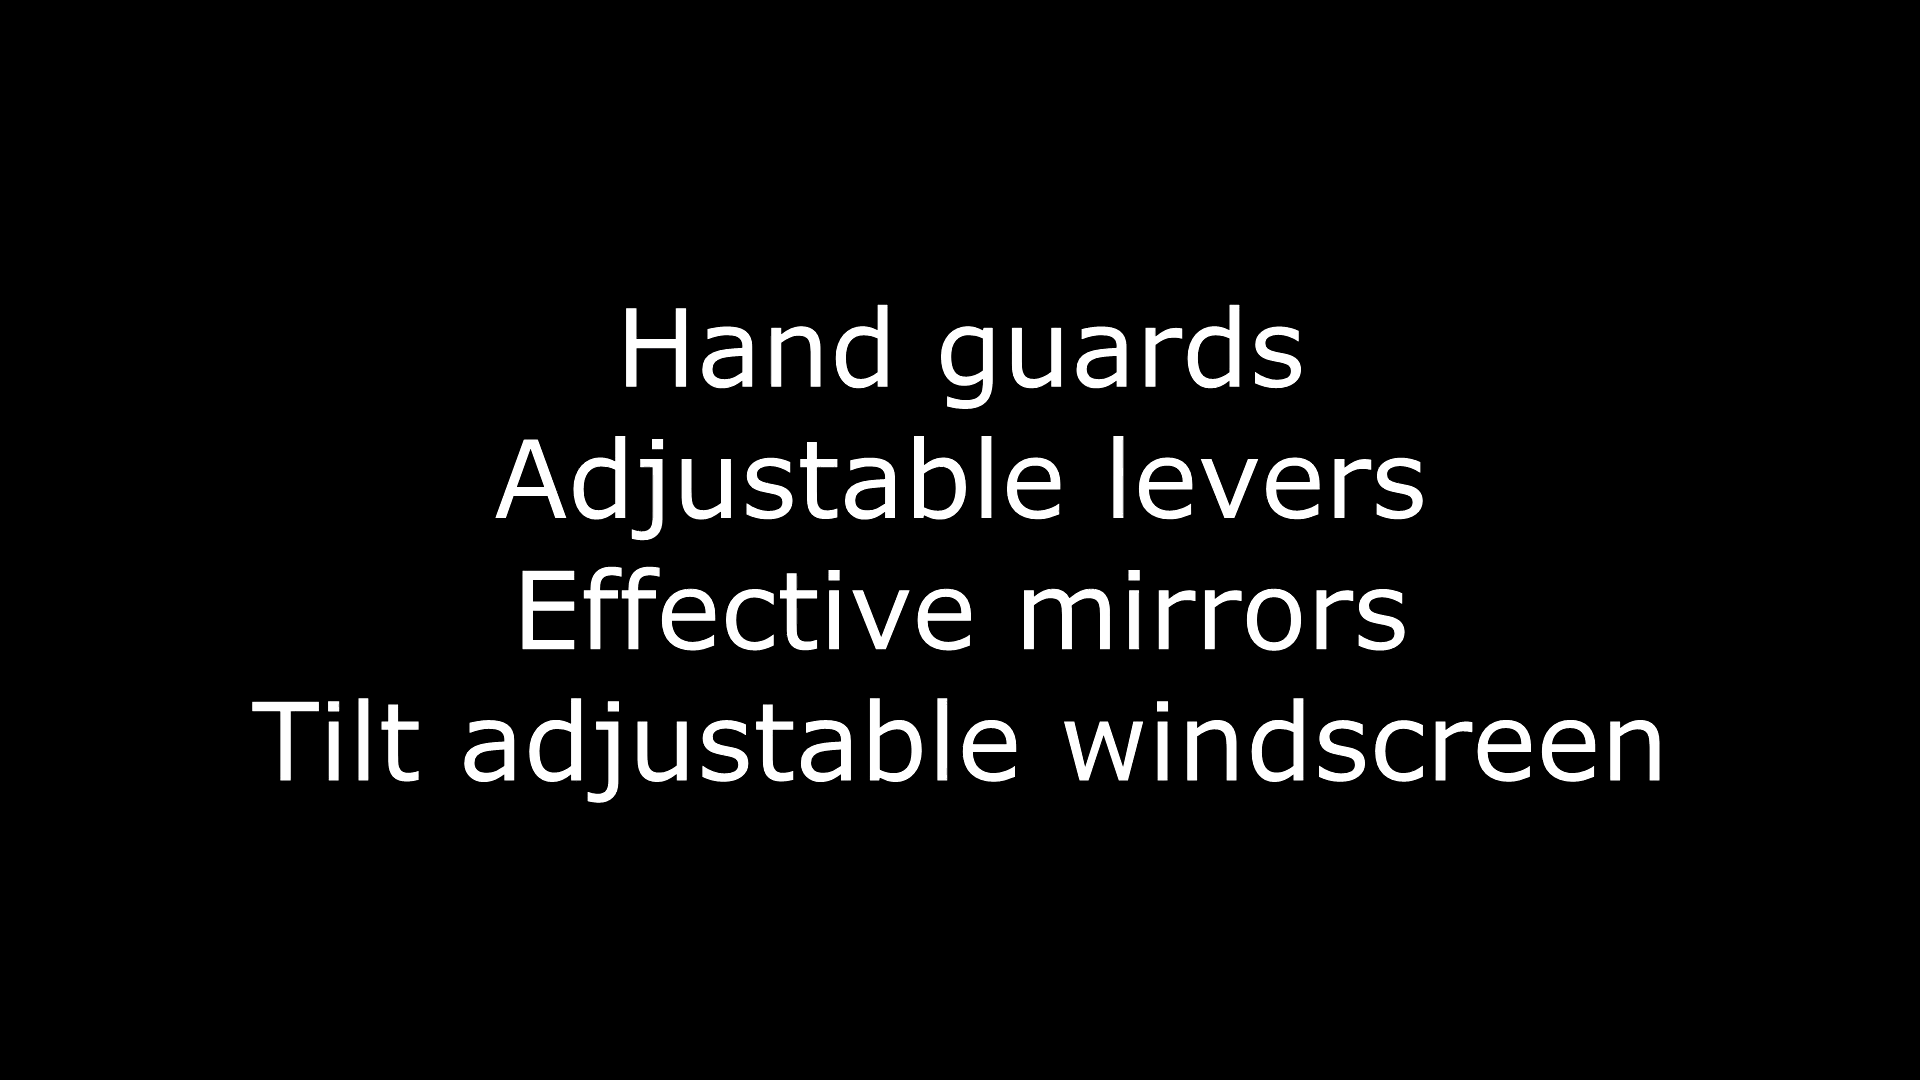 Hand guards
Adjustable levers
Effective mirrors
Tilt adjustable windscreen